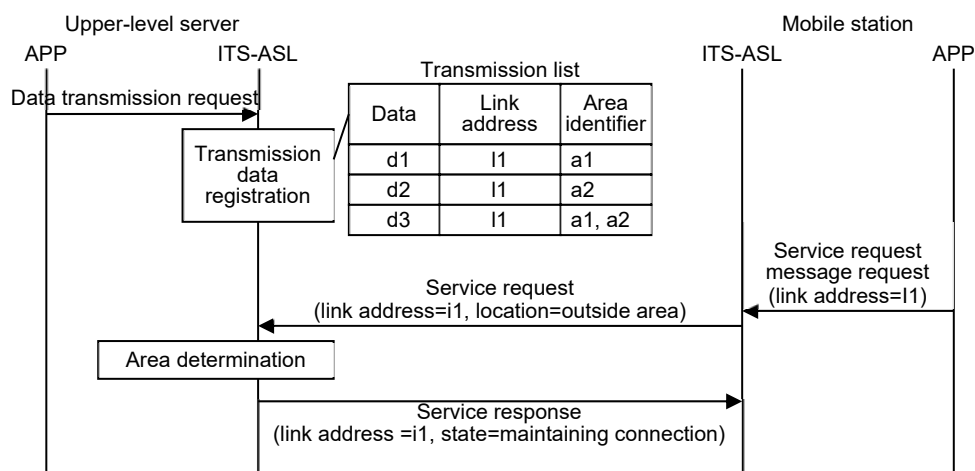 Upper-level server
Mobile station
APP
ITS-ASL
ITS-ASL
APP
Transmission list
Data transmission request
Data
Link
address
Area
identifier
Transmission
data
registration
d1
l1
a1
d2
l1
a2
d3
l1
a1, a2
Service request
message request
(link address=l1)
Service request
(link address=i1, location=outside area)
Area determination
Service response
(link address =i1, state=maintaining connection)